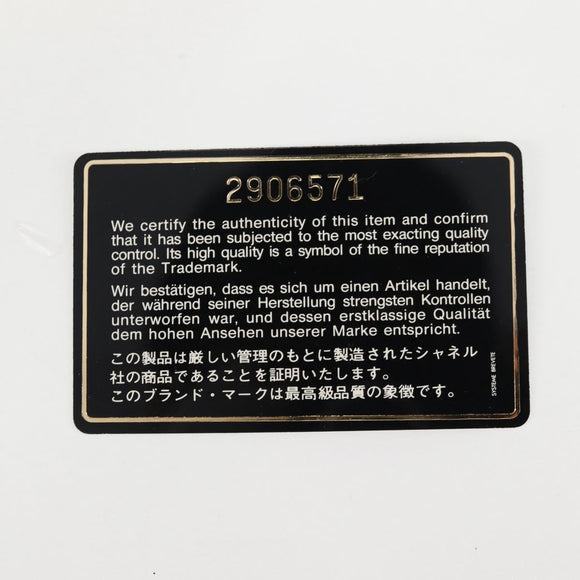 2906571
We certify the authenticity of this item and confirm
that it has been subjected to the most exacting quality
control. Its high quality is a symbol of the fine reputation
of the Trademark.
Wir bestätigen, dass es sich um einen Artikel handelt,
der während seiner Herstellung strengsten Kontrollen
unterworfen war, und dessen erstklassige Qualität
dem hohen Ansehen unserer Marke entspricht.
この製品は厳しい管理のもとに製造されたシャネル
社の商品であることを証明いたします。
このブランド・マークは最高級品質の象徴です。
SYSTEME BREVETE